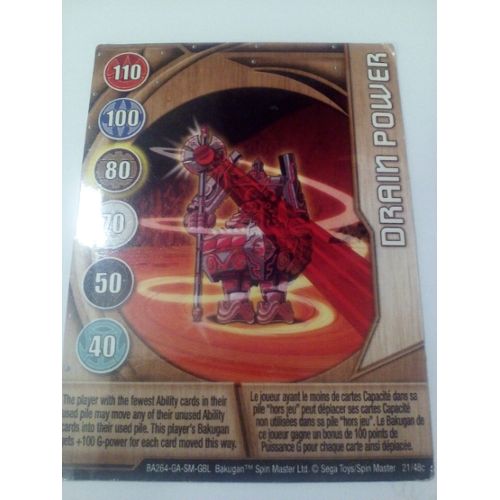 110
100
80
70
50
40
DRAIN POWER
The player with the fewest Ability cards in their
used pile may move any of their unused Ability
cards into their used pile. This player's Bakugan
gets +100 G-power for each card moved this way.
Le joueur ayant le moins de cartes Capacité dans sa
pile "hors jeu" peut déplacer ses cartes Capacité
non utilisées dans sa pile "hors jeu". Le Bakugan de
ce joueur gagne un bonus de 100 points de
Puissance G pour chaque carte ainsi déplacée.
BA264-GA-SM-GBL Bakugan™ Spin Master Ltd. © Sega Toys/Spin Master 21/48c